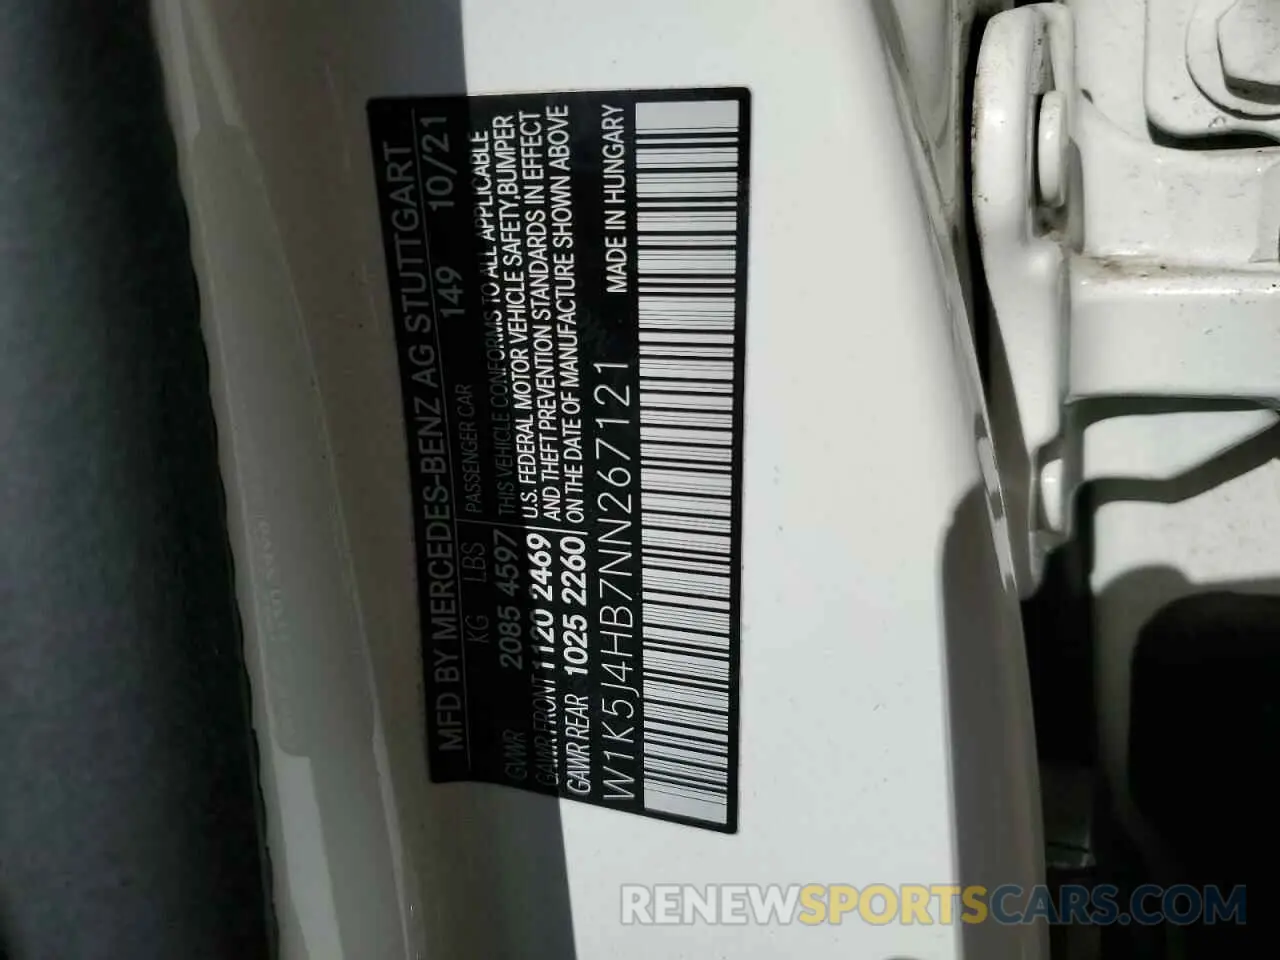 MFD BY MERCEDES-BENZ AG STUTTGART
KG LBS PASSENGER CAR 149 10/21
GVWR 2085 4597 THIS VEHICLE CONFORMS TO ALL APPLICABLE
GAWR FRONT 1120 2469 U.S. FEDERAL MOTOR VEHICLE SAFETY, BUMPER
AND THEFT PREVENTION STANDARDS IN EFFECT
GAWR REAR 1025 2260 ON THE DATE OF MANUFACTURE SHOWN ABOVE
W1K5J4HB7NN267121 MADE IN HUNGARY
RENEWSPORTSCARS.COM